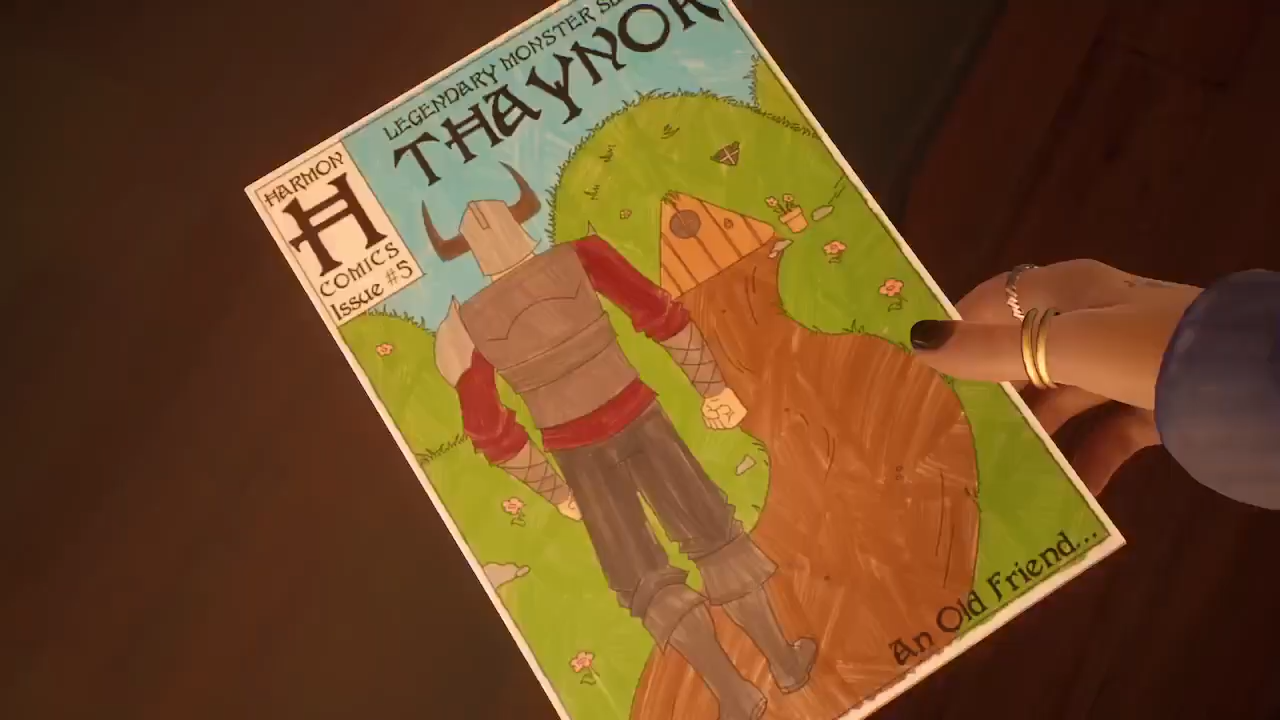 LEGENDARY MONSTER
THAYNOR
HARMON
H
COMICS
Issue #5
An Old Friend...